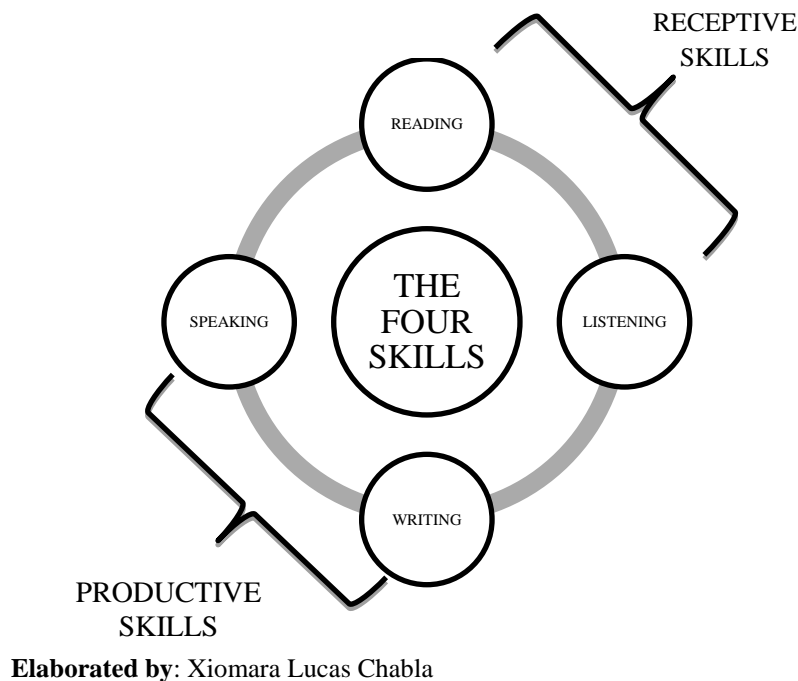 RECEPTIVE
SKILLS
READING
SPEAKING
THE
FOUR
SKILLS
LISTENING
WRITING
PRODUCTIVE
SKILLS
Elaborated by: Xiomara Lucas Chabla